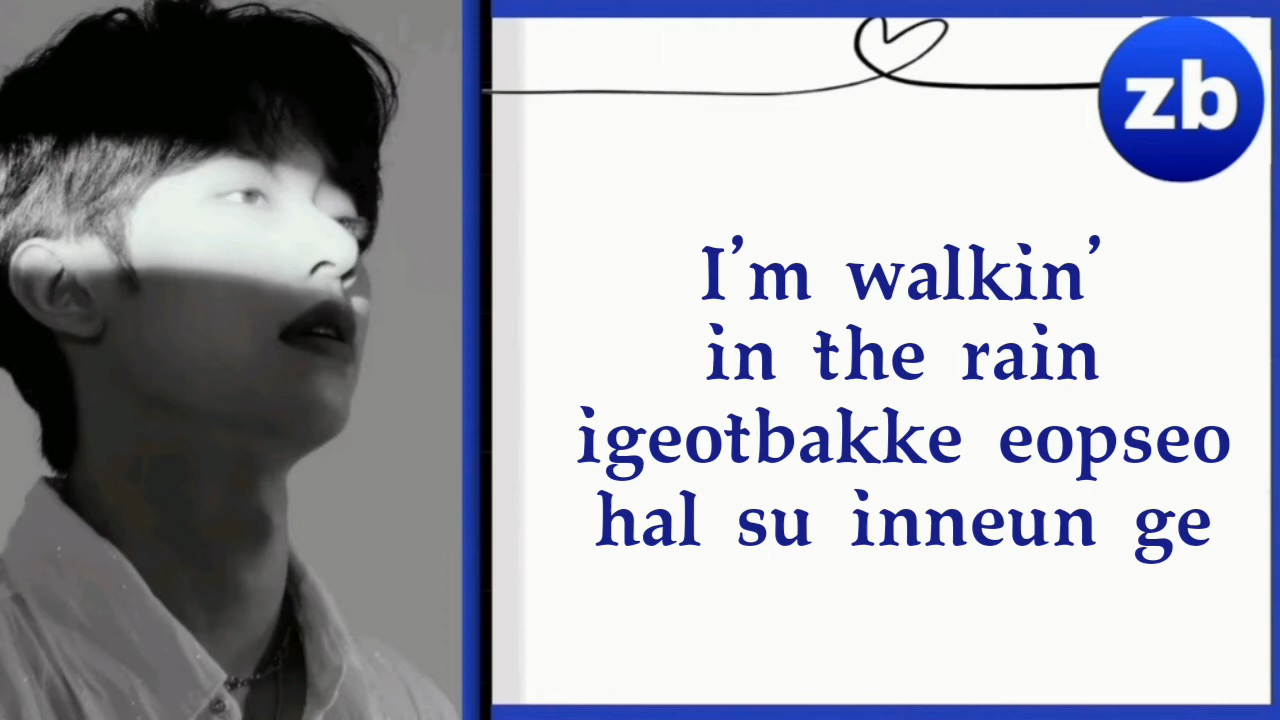 zb
I'm walkin'
in the rain
igeotbakke eopseo
hal su inneun ge